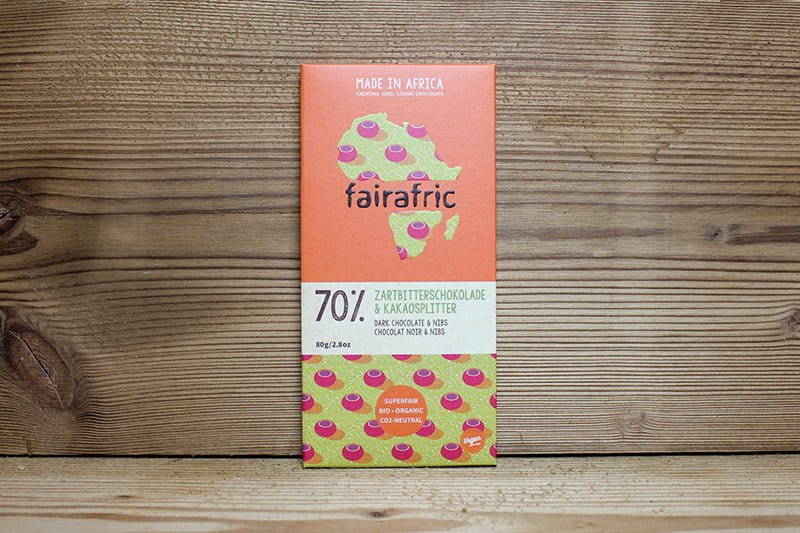 MADE IN AFRICA
CREATING JOBS, LOVING CHOCOLATE
fairafric
70%
ZARTBITTERSCHOKOLADE
& KAKAOSPLITTER
DARK CHOCOLATE & NIBS
CHOCOLAT NOIR & NIBS
80g/2.8oz
SUPERFAIR
BIO • ORGANIC
CO2-NEUTRAL
Vegan